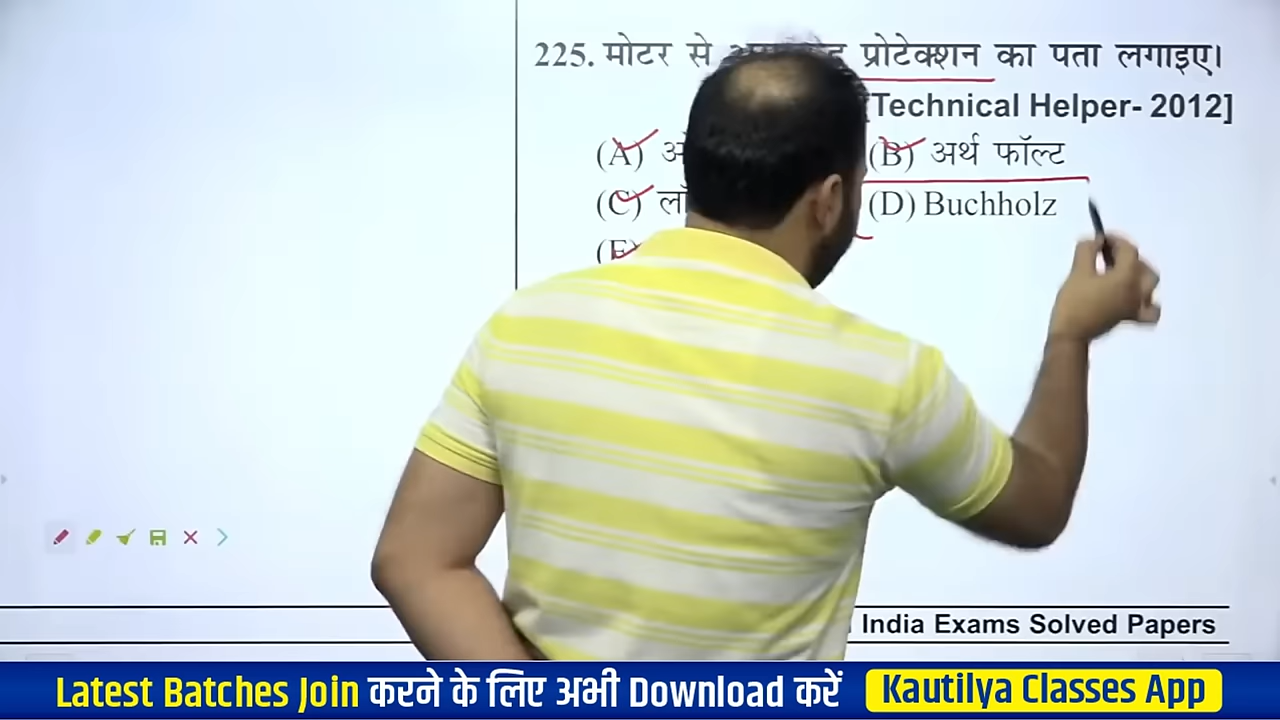 225. मोटर से प्रोटेक्शन का पता लगाइए।
[Technical Helper- 2012]
(A) (B) अर्थ फॉल्ट
(C) (D) Buchholz
(E)
India Exams Solved Papers
Latest Batches Join करने के लिए अभी Download करें Kautilya Classes App